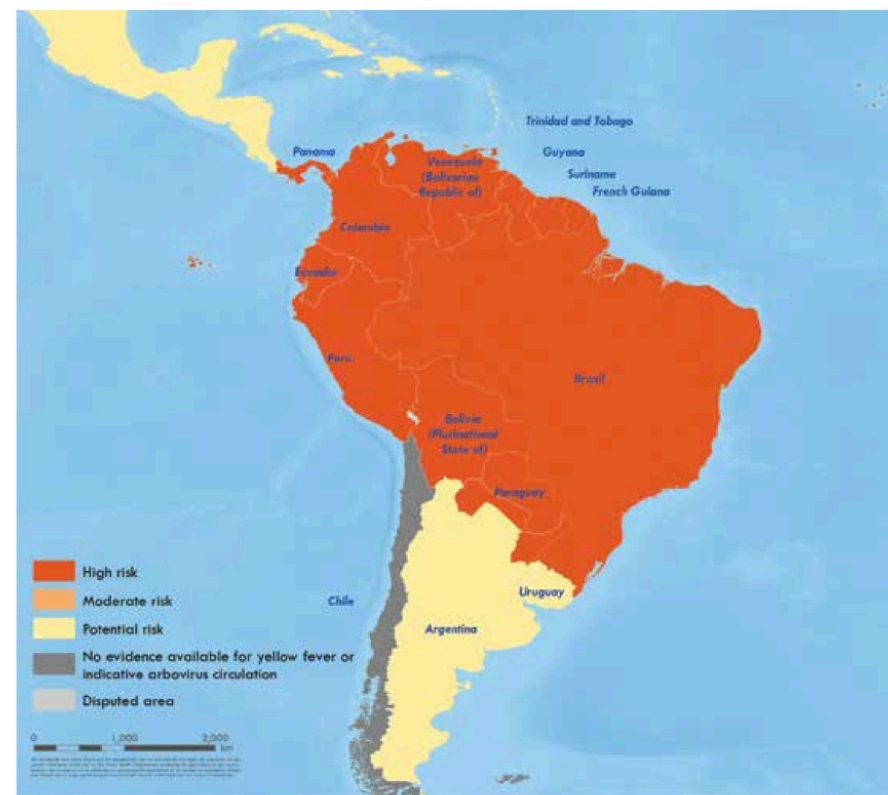 Trinidad and Tobago
Panama
Guyana
Venezuela
(Bolivarian
Republic of)
Suriname
French Guiana
Colombia
Ecuador
Peru
Brazil
Bolivia
(Plurinational
State of)
Paraguay
High risk
Uruguay
Moderate risk
Chile
Potential risk
Argentina
No evidence available for yellow fever or
indicative arbovirus circulation
Disputed area
0 1,000 2,000
km